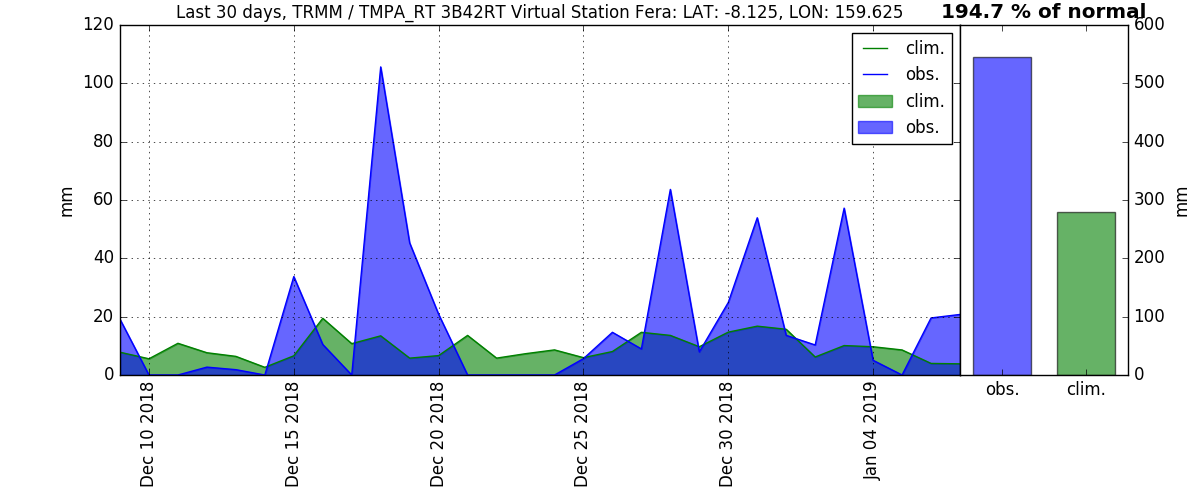 Last 30 days, TRMM / TMPA_RT 3B42RT Virtual Station Fera: LAT: -8.125, LON: 159.625
194.7 % of normal
120
100
80
60
40
20
0
mm
clim.
obs.
clim.
obs.
Dec 10 2018
Dec 15 2018
Dec 20 2018
Dec 25 2018
Dec 30 2018
Jan 04 2019
600
500
400
300
200
100
0
mm
obs.
clim.